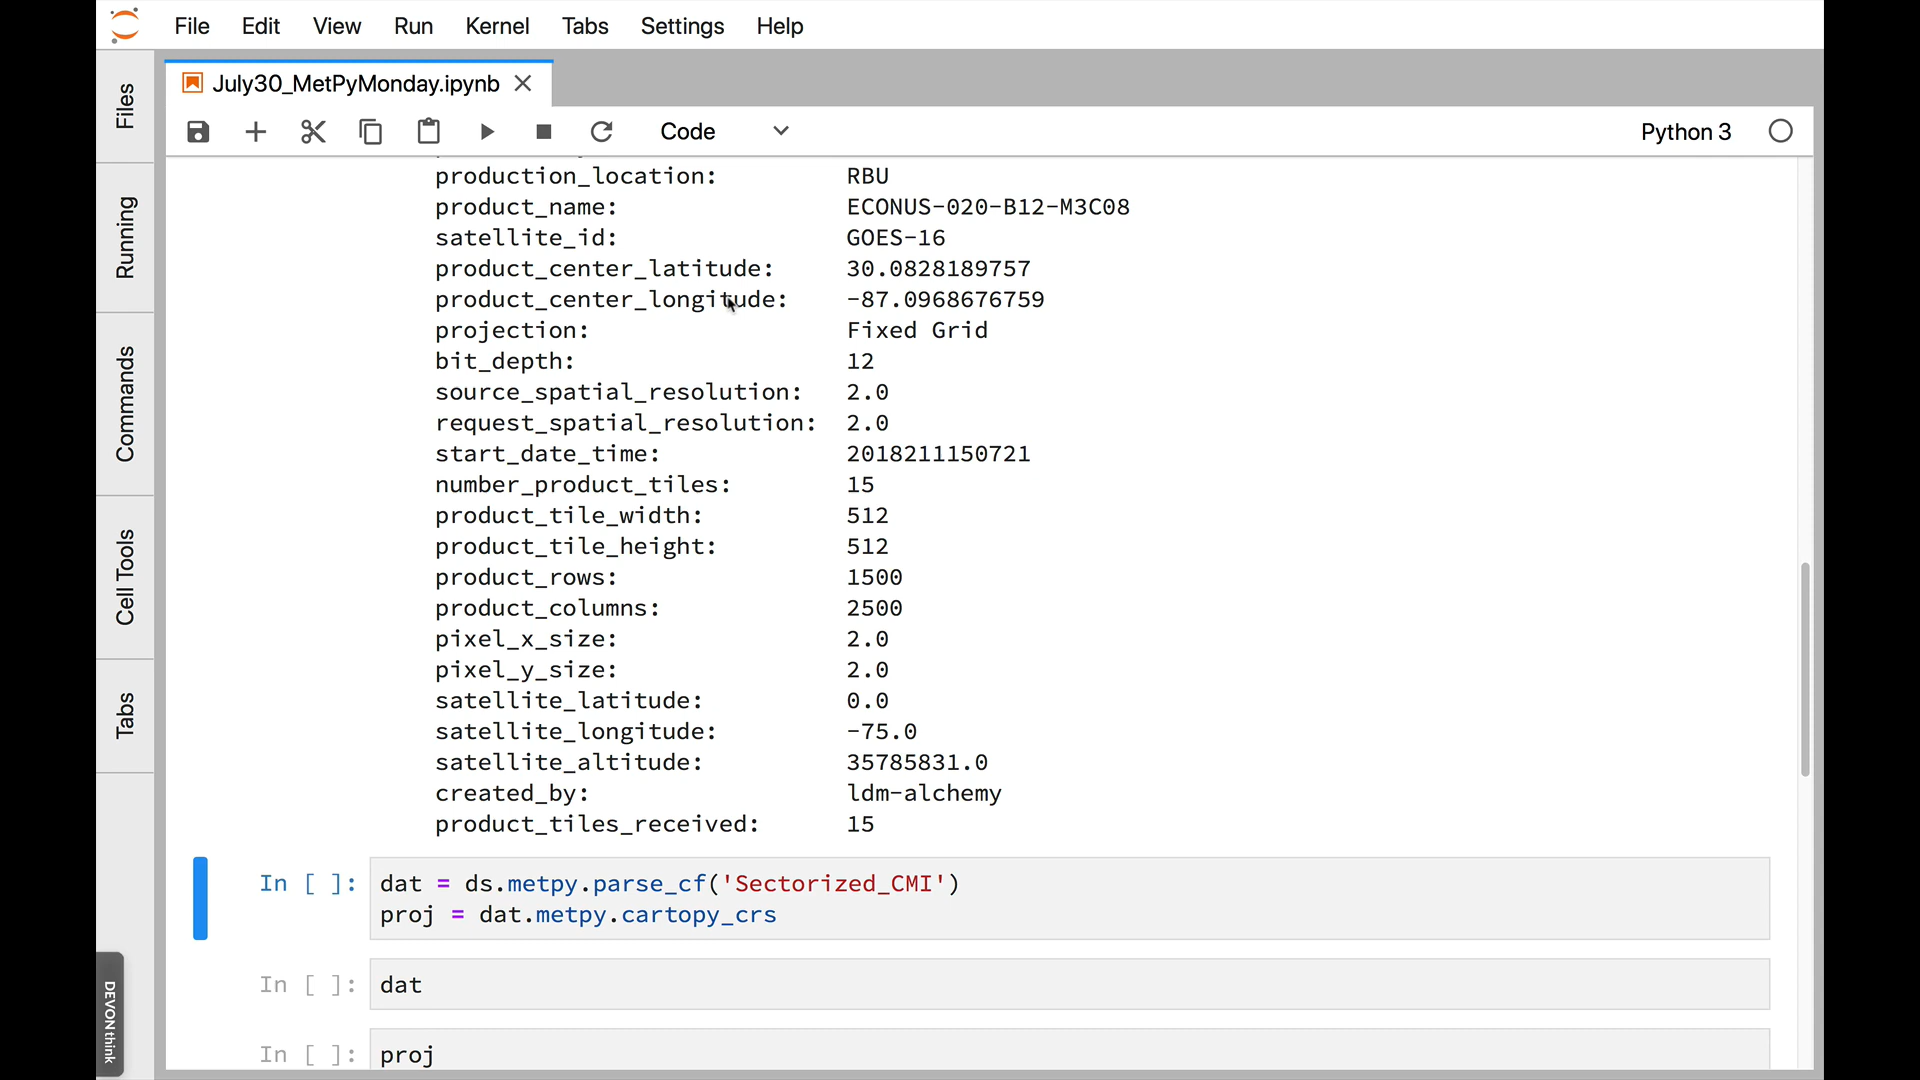 File Edit View Run Kernel Tabs Settings Help
July30_MetPyMonday.ipynb
Code Python 3
Files
Running
Commands
Cell Tools
Tabs
DEVONthink
production_location: RBU
product_name: ECONUS-020-B12-M3C08
satellite_id: GOES-16
product_center_latitude: 30.0828189757
product_center_longitude: -87.0968676759
projection: Fixed Grid
bit_depth: 12
source_spatial_resolution: 2.0
request_spatial_resolution: 2.0
start_date_time: 2018211150721
number_product_tiles: 15
product_tile_width: 512
product_tile_height: 512
product_rows: 1500
product_columns: 2500
pixel_x_size: 2.0
pixel_y_size: 2.0
satellite_latitude: 0.0
satellite_longitude: -75.0
satellite_altitude: 35785831.0
created_by: ldm-alchemy
product_tiles_received: 15
In [ ]: dat = ds.metpy.parse_cf('Sectorized_CMI')
proj = dat.metpy.cartopy_crs
In [ ]: dat
In [ ]: proj